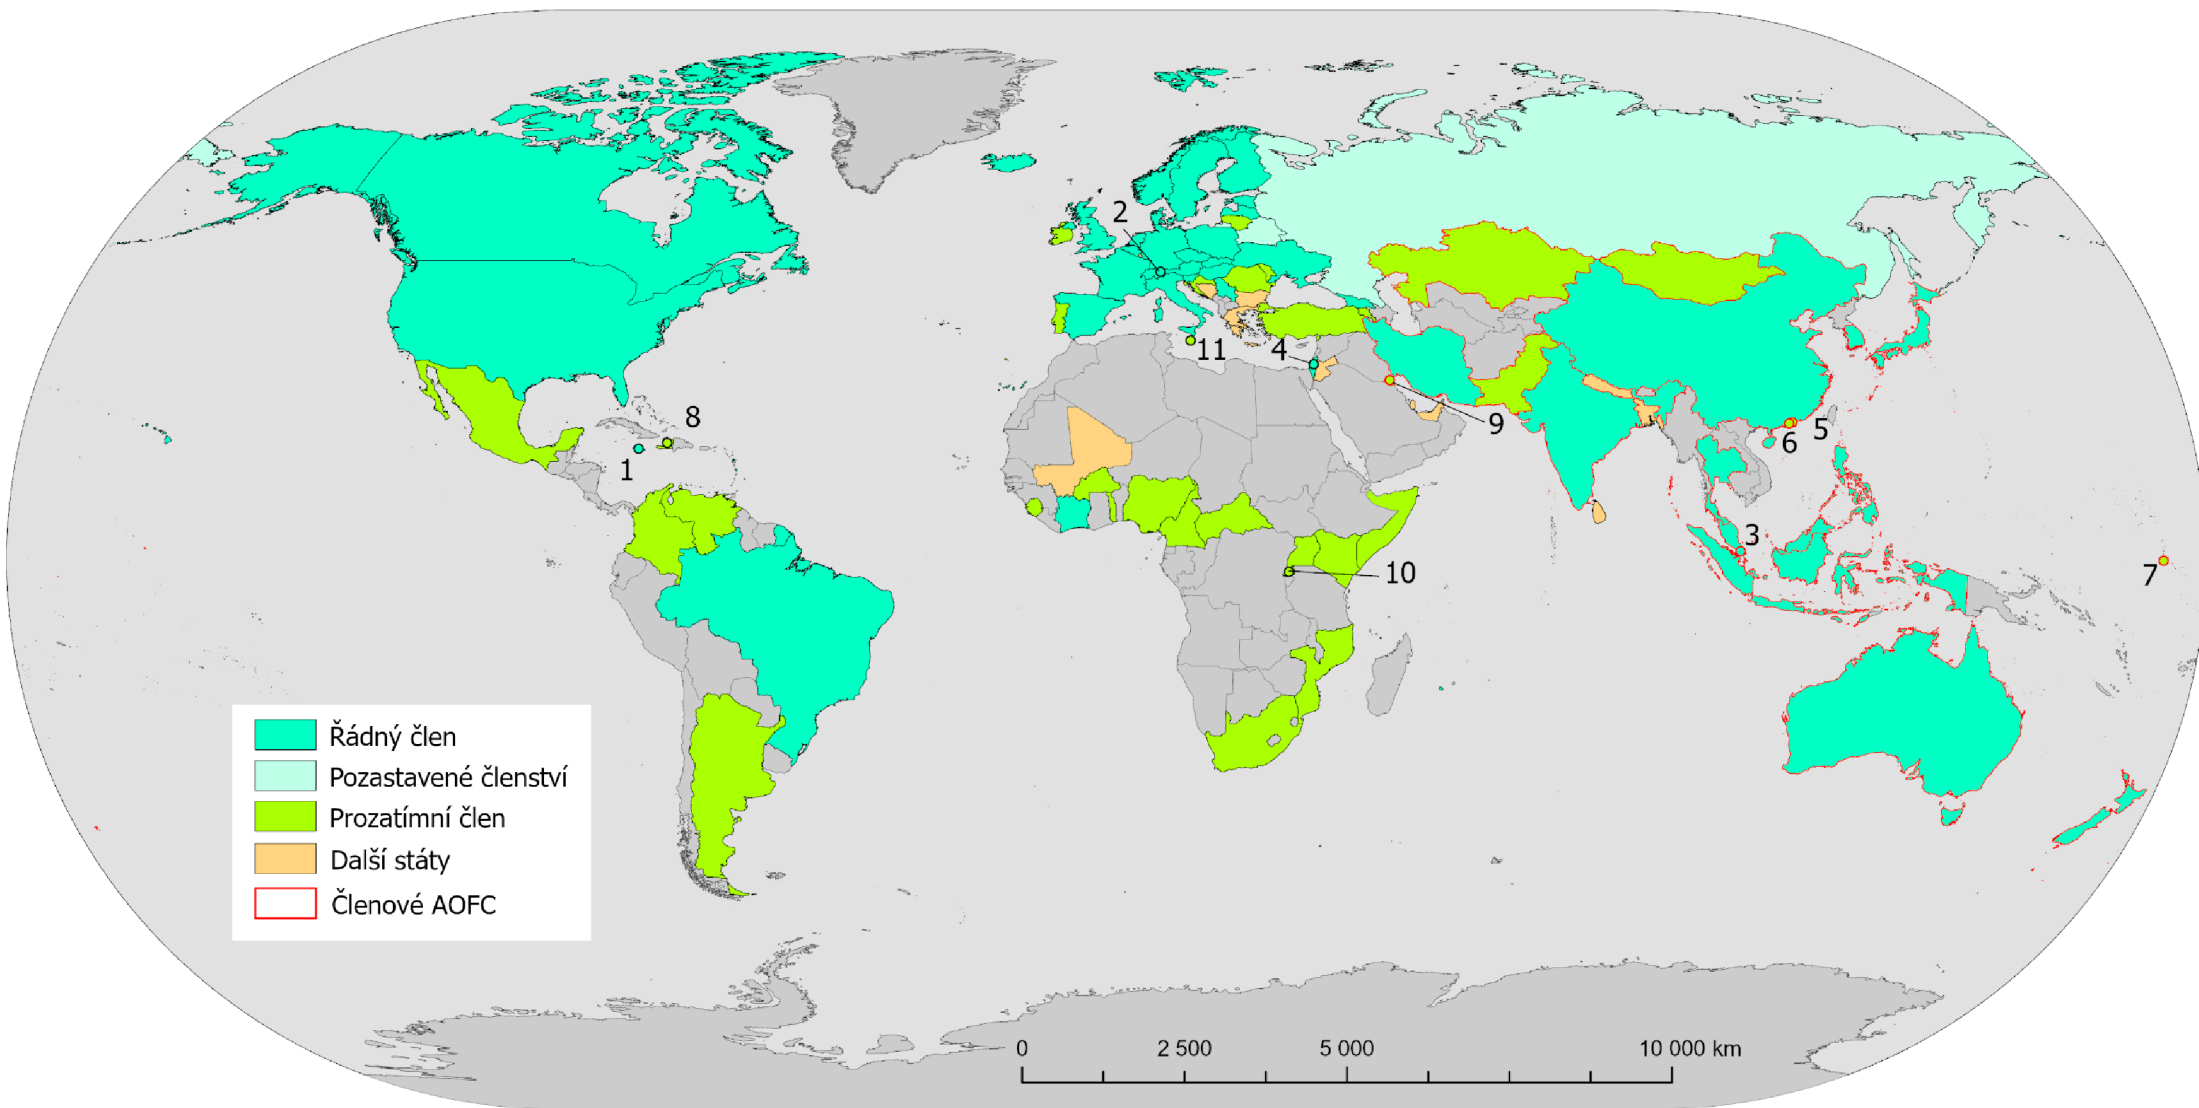 2
11
4
8
1
9
6
5
3
10
7
Řádný člen
Pozastavené členství
Prozatímní člen
Další státy
Členové AOFC
0 2 500 5 000 10 000 km